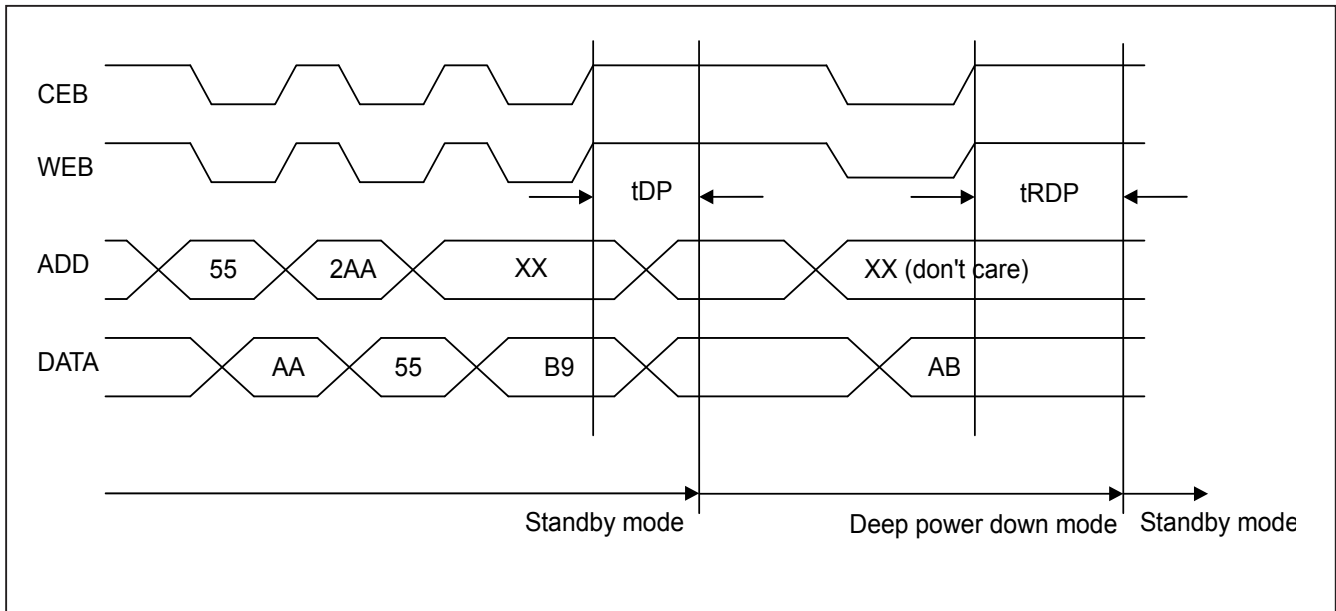 CEB
WEB
tDP
tRDP
ADD
55
2AA
XX
XX (don't care)
DATA
AA
55
B9
AB
Standby mode
Deep power down mode
Standby mode